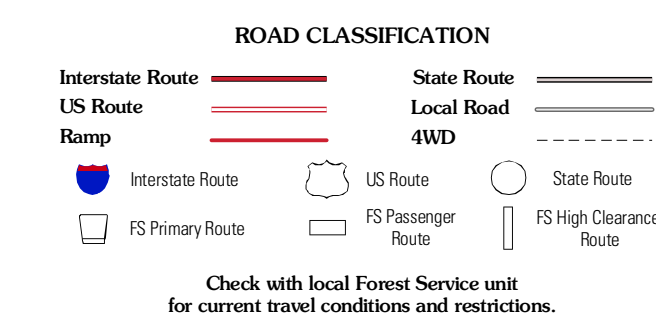 ROAD CLASSIFICATION
Interstate Route State Route
US Route Local Road
Ramp 4WD
Interstate Route US Route State Route
FS Primary Route FS Passenger Route FS High Clearance Route
Check with local Forest Service unit
for current travel conditions and restrictions.